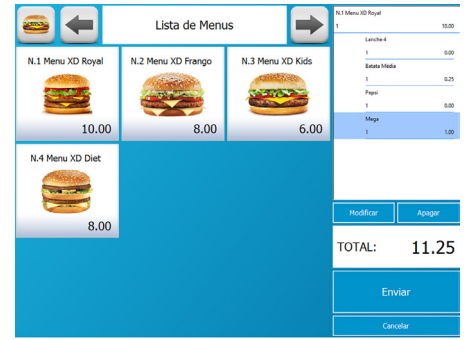 Lista de Menus
N.1 Menu XD Royal
10.00
N.2 Menu XD Frango
8.00
N.3 Menu XD Kids
6.00
N.4 Menu XD Diet
8.00
N.1 Menu XD Royal
1 10.00
Lanche 4
1 0.00
Batata Média
1 0.25
Pepsi
1 0.00
Mega
1 1.00
Modificar Apagar
TOTAL: 11.25
Enviar
Cancelar